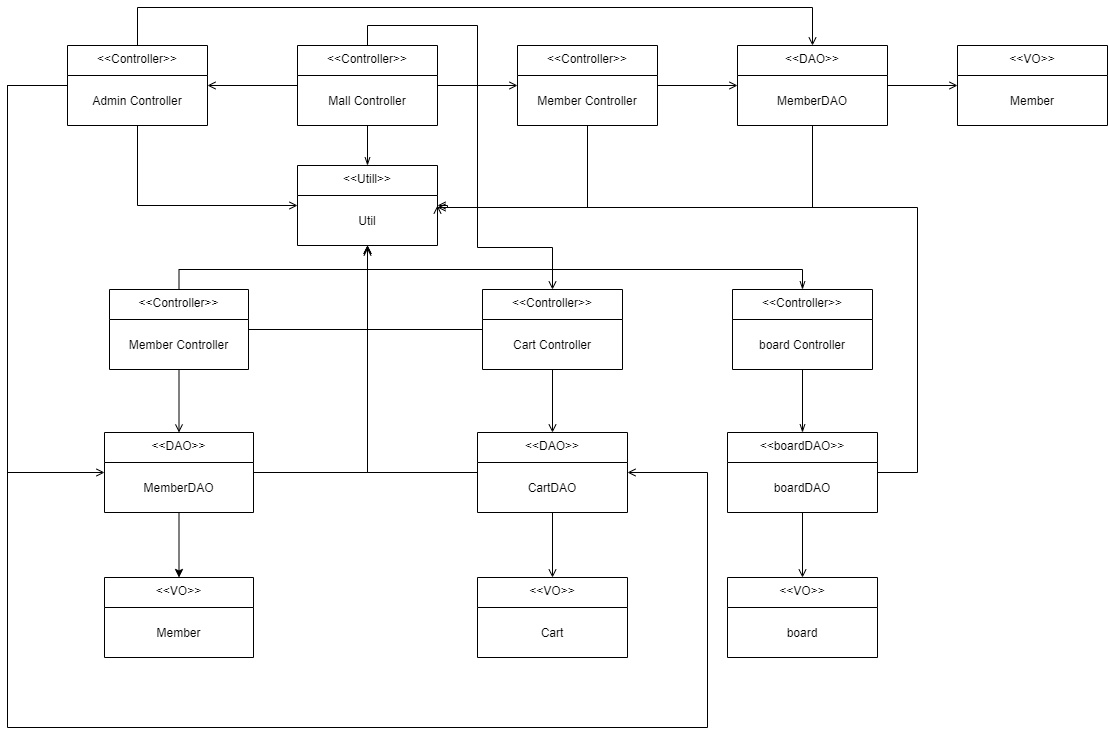 <<Controller>>
Admin Controller
<<Controller>>
Mall Controller
<<Controller>>
Member Controller
<<DAO>>
MemberDAO
<<VO>>
Member
<<Utill>>
Util
<<Controller>>
Member Controller
<<Controller>>
Cart Controller
<<Controller>>
board Controller
<<DAO>>
MemberDAO
<<DAO>>
CartDAO
<<boardDAO>>
boardDAO
<<VO>>
Member
<<VO>>
Cart
<<VO>>
board